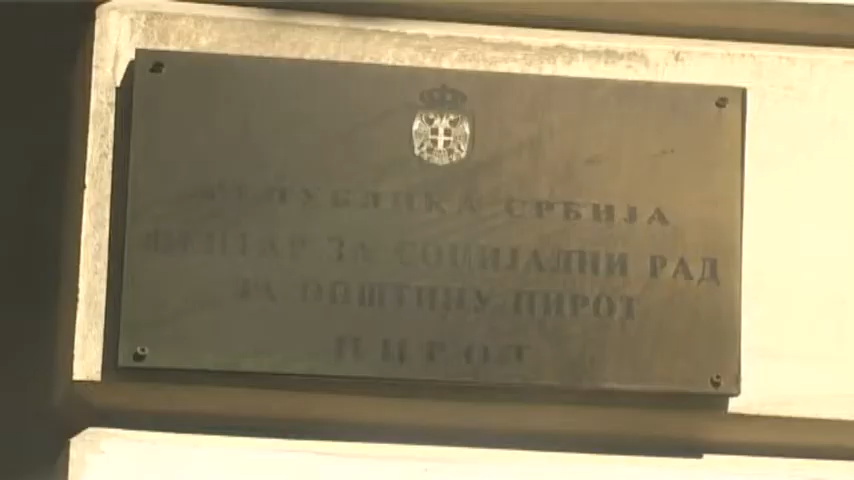 РЕПУБЛИКА СРБИЈА
ЦЕНТАР ЗА СОЦИЈАЛНИ РАД
ЗА ОПШТИНУ ПИРОТ
ПИРОТ